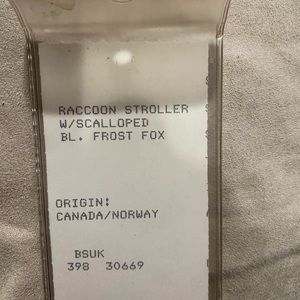 RACCOON STROLLER
W/SCALLOPED
BL. FROST FOX
ORIGIN:
CANADA/NORWAY
BSUK
398 30669